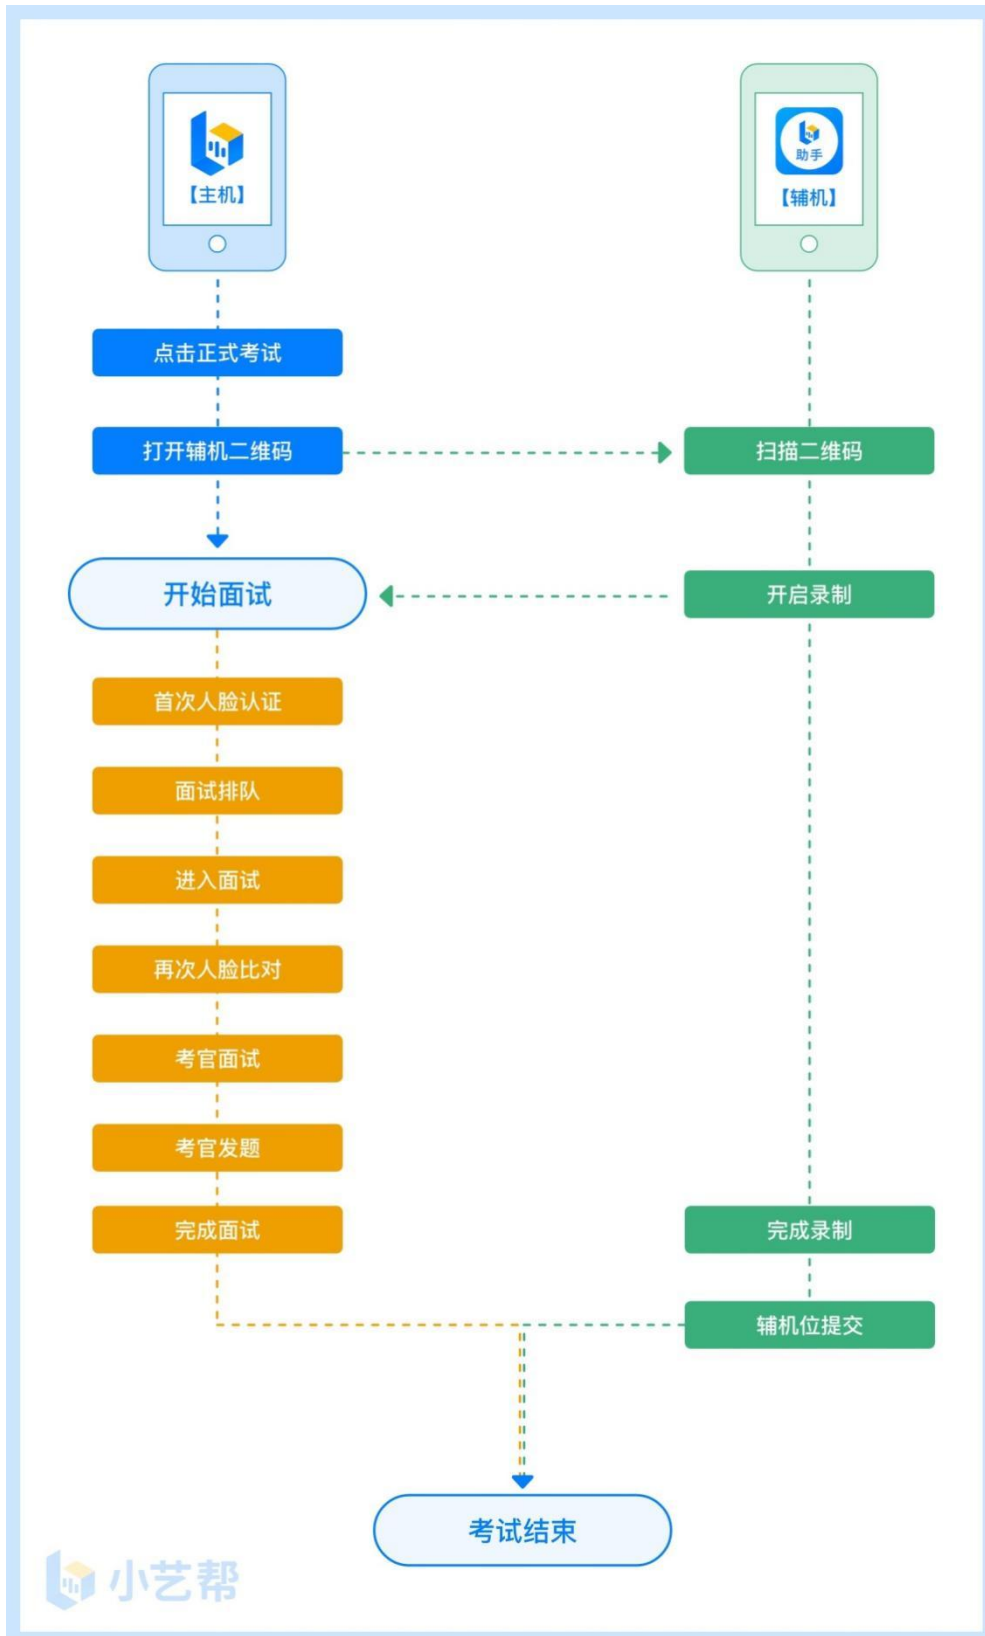 助手
【主机】
【辅机】
点击正式考试
打开辅机二维码
扫描二维码
开始面试
开启录制
首次人脸认证
面试排队
进入面试
再次人脸比对
考官面试
考官发题
完成面试
完成录制
辅机位提交
考试结束
小艺帮